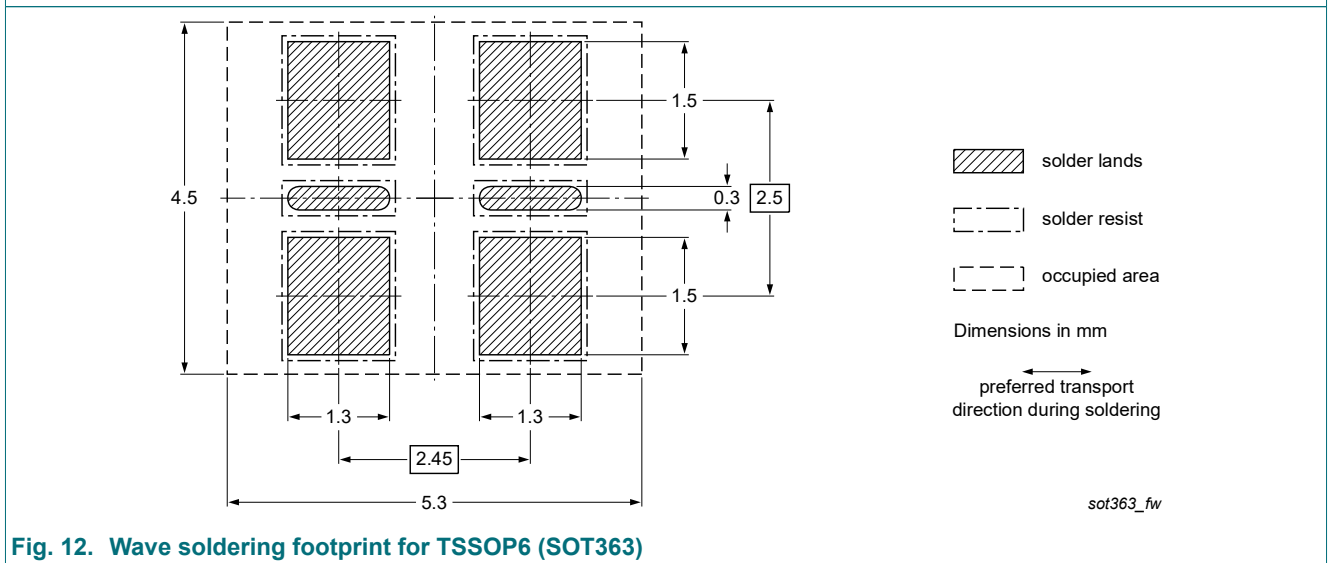 1.5
4.5
0.3
2.5
1.5
1.3
1.3
2.45
5.3
solder lands
solder resist
occupied area
Dimensions in mm
preferred transport
direction during soldering
sot363_fw
Fig. 12. Wave soldering footprint for TSSOP6 (SOT363)